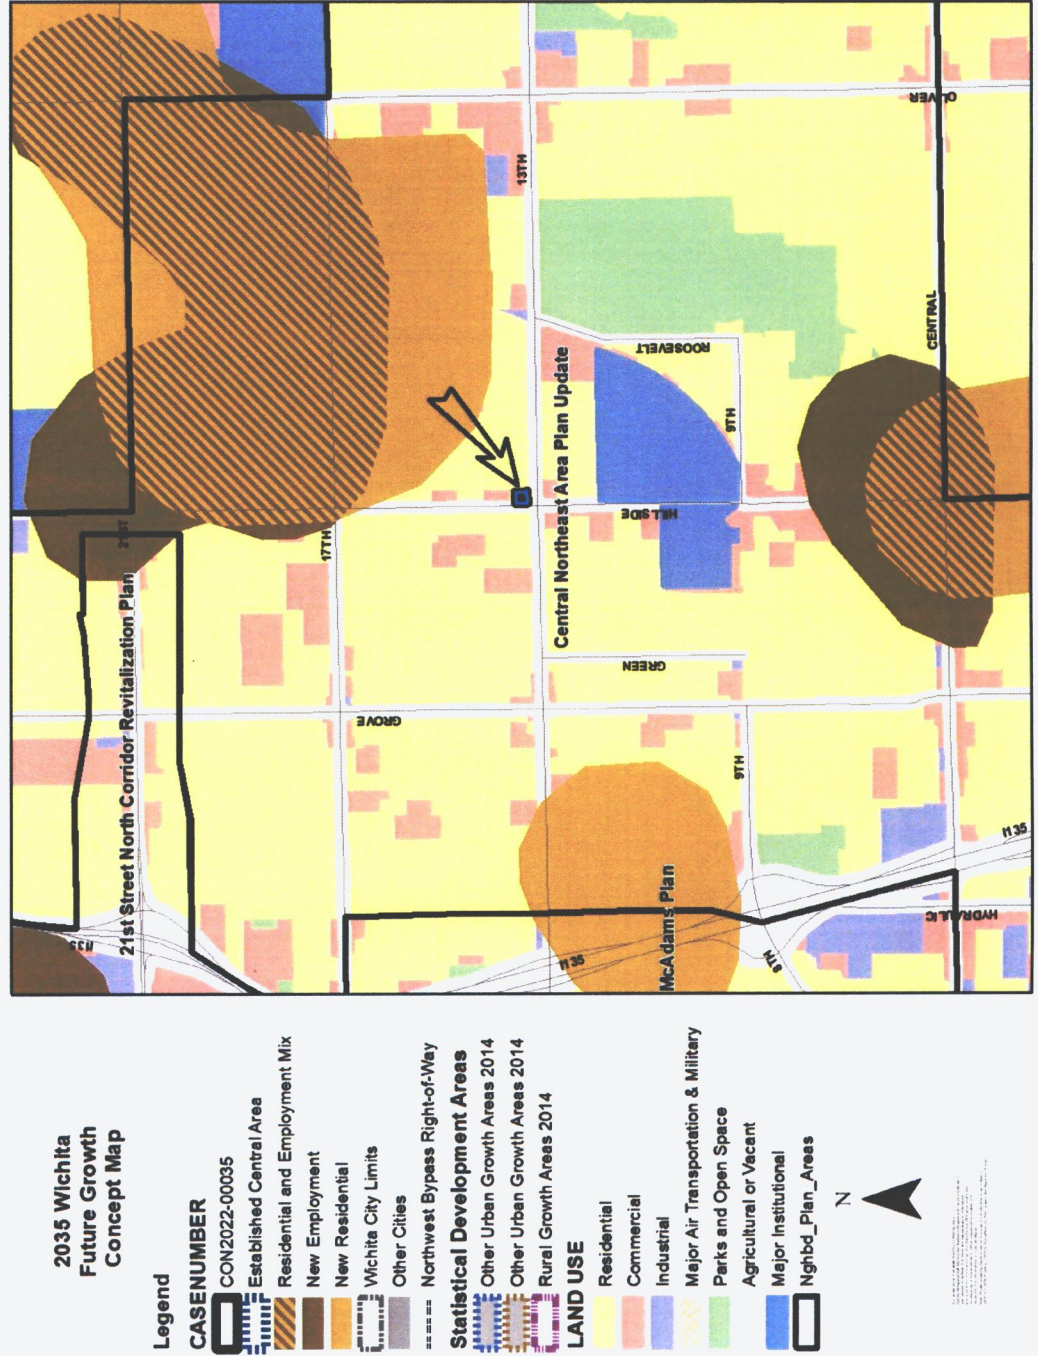 2035 Wichita
Future Growth
Concept Map
Legend
CASENUMBER
CON2022-00035
Established Central Area
Residential and Employment Mix
New Employment
New Residential
Wichita City Limits
Other Cities
Northwest Bypass Right-of-Way
Statistical Development Areas
Other Urban Growth Areas 2014
Other Urban Growth Areas 2014
Rural Growth Areas 2014
LAND USE
Residential
Commercial
Industrial
Major Air Transportation & Military
Parks and Open Space
Agricultural or Vacant
Major Institutional
Nghbd_Plan_Areas
N
21st Street North Corridor Revitalization Plan
Central Northeast Area Plan Update
McAdams Plan
I135
21ST
17TH
13TH
GROVE
GREEN
HILLSIDE
ROOSEVELT
OLIVER
9TH
9TH
8TH
CENTRAL
HYDRAULIC
I135
I135